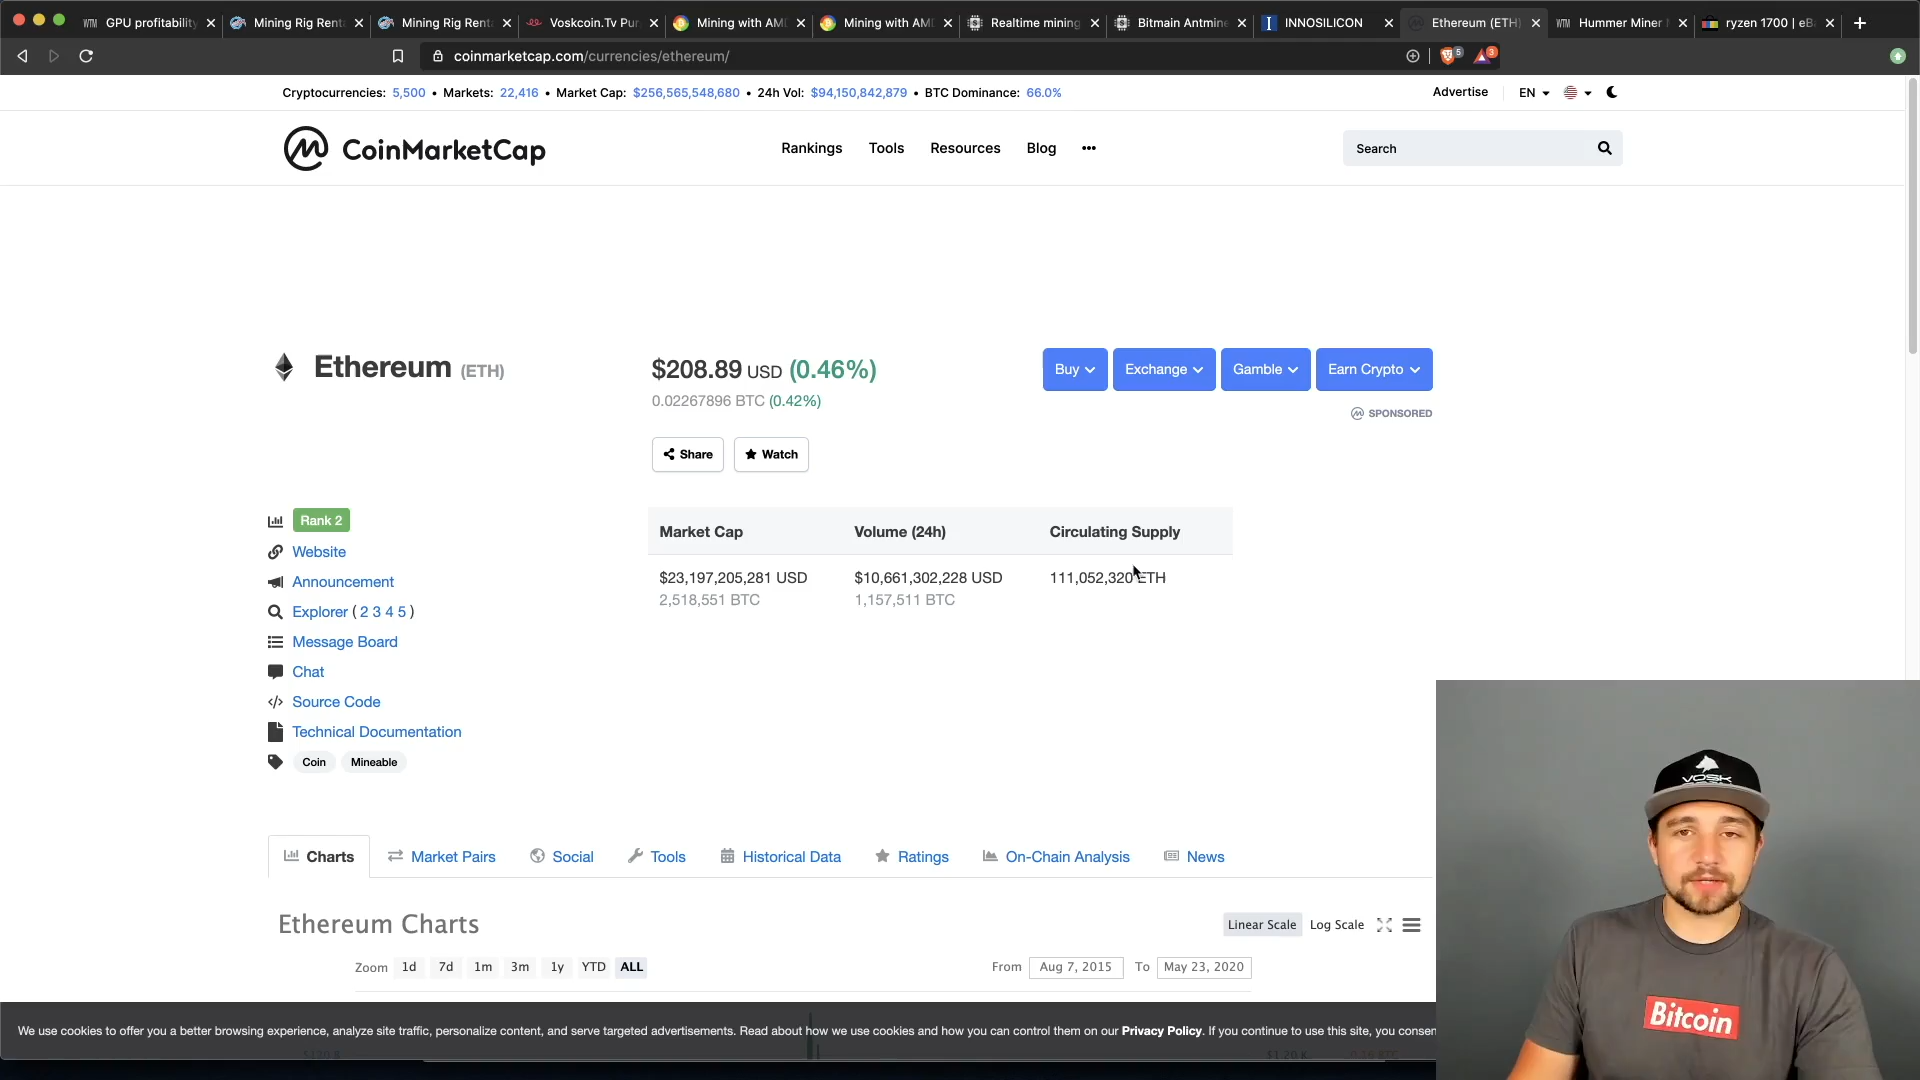 GPU profitability
Mining Rig Rent
Mining Rig Rent
Voskcoin.Tv Pu
Mining with AM
Mining with AM
Realtime mining
Bitmain Antmine
INNOSILICON
Ethereum (ETH)
Hummer Miner
ryzen 1700 | eB
coinmarketcap.com/currencies/ethereum/
5
3
Cryptocurrencies: 5,500 • Markets: 22,416 • Market Cap: $256,565,548,680 • 24h Vol: $94,150,842,879 • BTC Dominance: 66.0%
Advertise
EN
CoinMarketCap
Rankings Tools Resources Blog •••
Search
Ethereum (ETH)
$208.89 USD (0.46%)
0.02267896 BTC (0.42%)
Buy
Exchange
Gamble
Earn Crypto
SPONSORED
Share
Watch
Rank 2
Website
Announcement
Explorer ( 2 3 4 5 )
Message Board
Chat
Source Code
Technical Documentation
Coin Mineable
Market Cap Volume (24h) Circulating Supply
$23,197,205,281 USD $10,661,302,228 USD 111,052,320 ETH
2,518,551 BTC 1,157,511 BTC
Charts Market Pairs Social Tools Historical Data Ratings On-Chain Analysis News
Ethereum Charts
Linear Scale Log Scale
Zoom 1d 7d 1m 3m 1y YTD ALL
From Aug 7, 2015 To May 23, 2020
We use cookies to offer you a better browsing experience, analyze site traffic, personalize content, and serve targeted advertisements. Read about how we use cookies and how you can control them on our Privacy Policy. If you continue to use this site, you consen
VOSK
Bitcoin